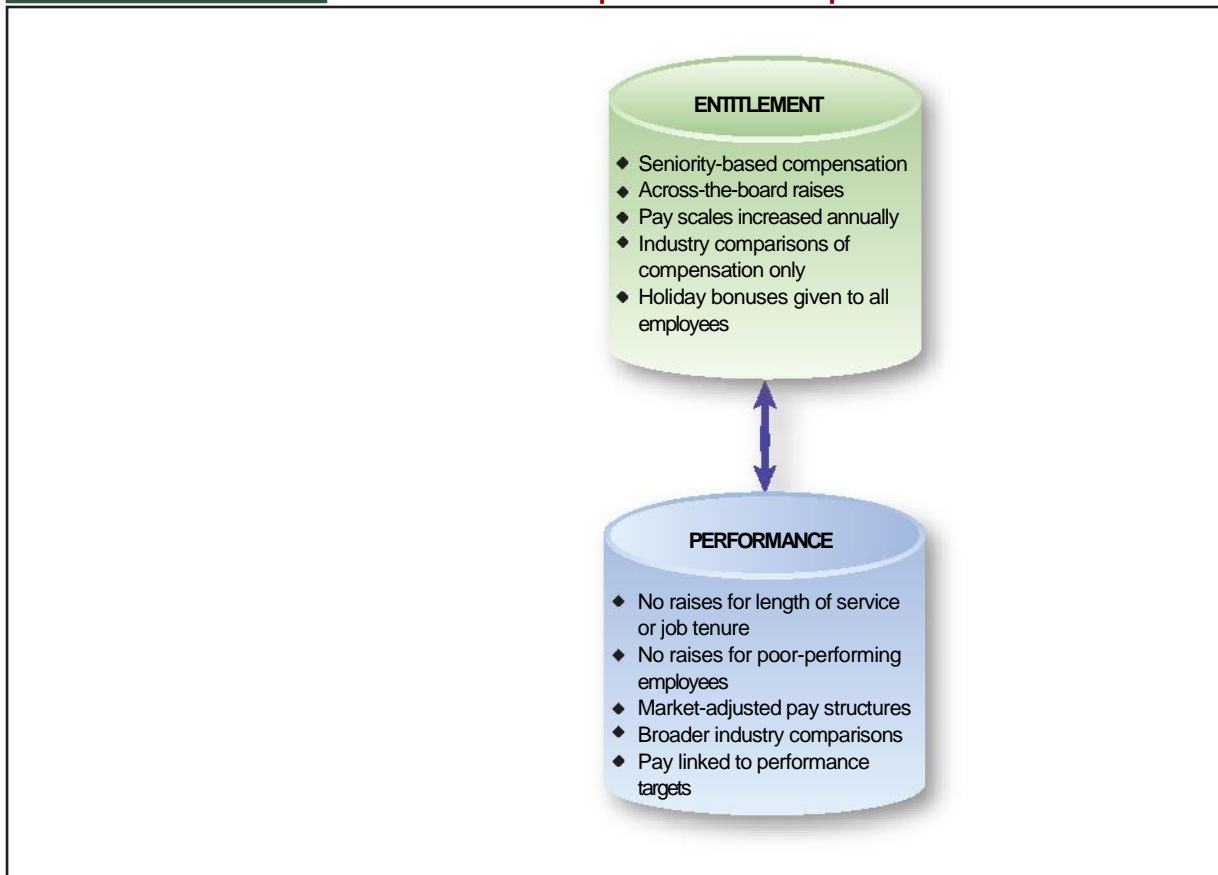 ENTITLEMENT
◆ Seniority-based compensation
◆ Across-the-board raises
◆ Pay scales increased annually
◆ Industry comparisons of
compensation only
◆ Holiday bonuses given to all
employees
PERFORMANCE
◆ No raises for length of service
or job tenure
◆ No raises for poor-performing
employees
◆ Market-adjusted pay structures
◆ Broader industry comparisons
◆ Pay linked to performance
targets